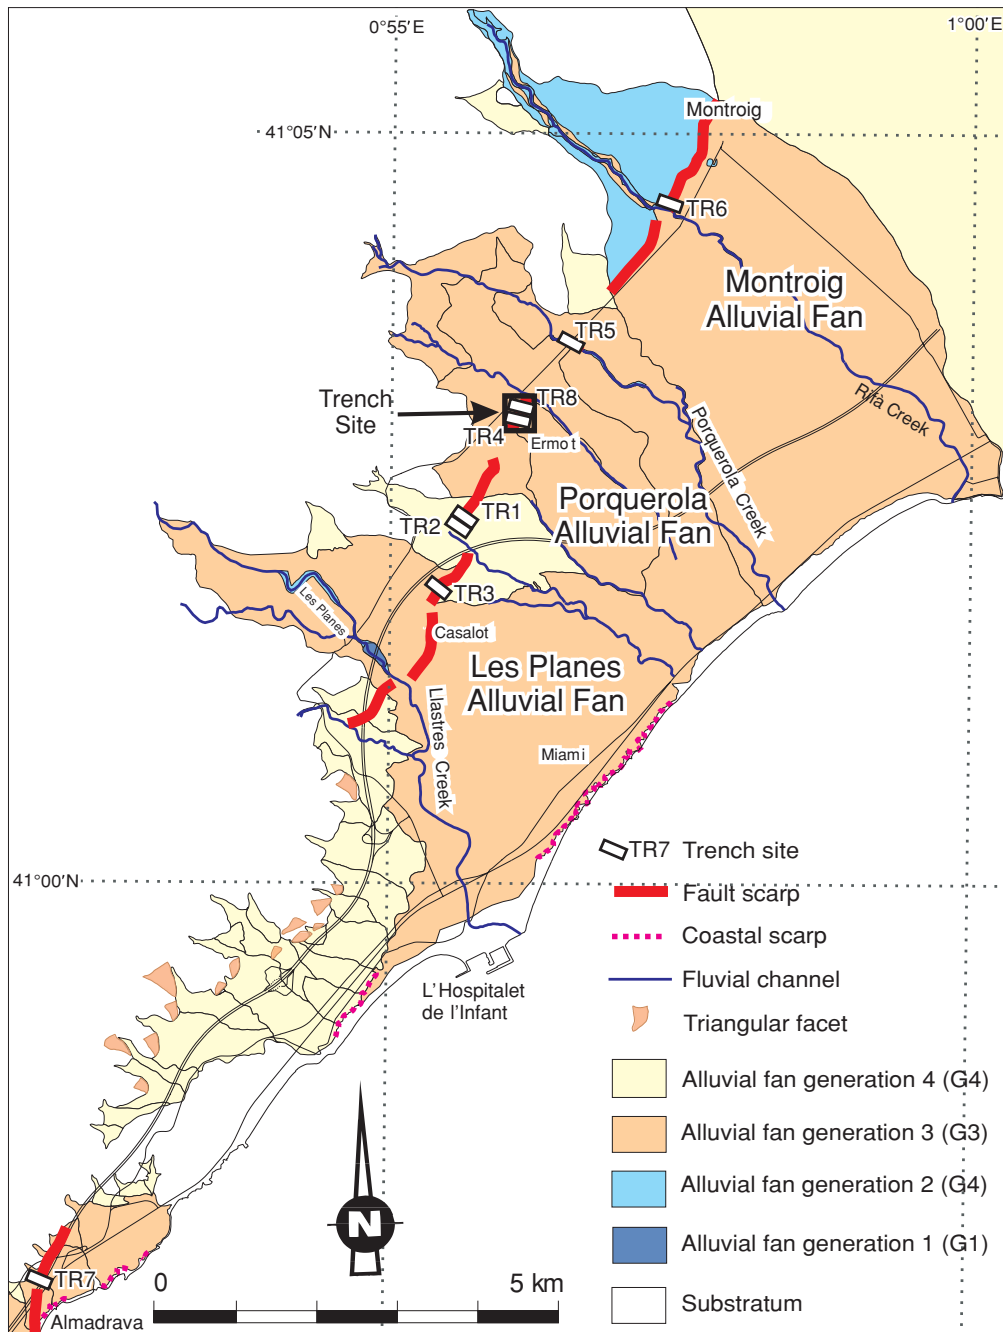 0°55′E
1°00′E
Montroig
41°05′N
TR6
Montroig
Alluvial Fan
TR5
Trench
Site
TR8
TR4
Ermot
Porquerola Creek
Rifà Creek
Porquerola
Alluvial Fan
TR1
TR2
TR3
Les Planes
Casalot
Les Planes
Alluvial Fan
Llastres Creek
Miami
TR7 Trench site
41°00′N
Fault scarp
Coastal scarp
Fluvial channel
L'Hospitalet
de l'Infant
Triangular facet
Alluvial fan generation 4 (G4)
Alluvial fan generation 3 (G3)
Alluvial fan generation 2 (G4)
Alluvial fan generation 1 (G1)
Substratum
N
0
5 km
TR7
Almadrava